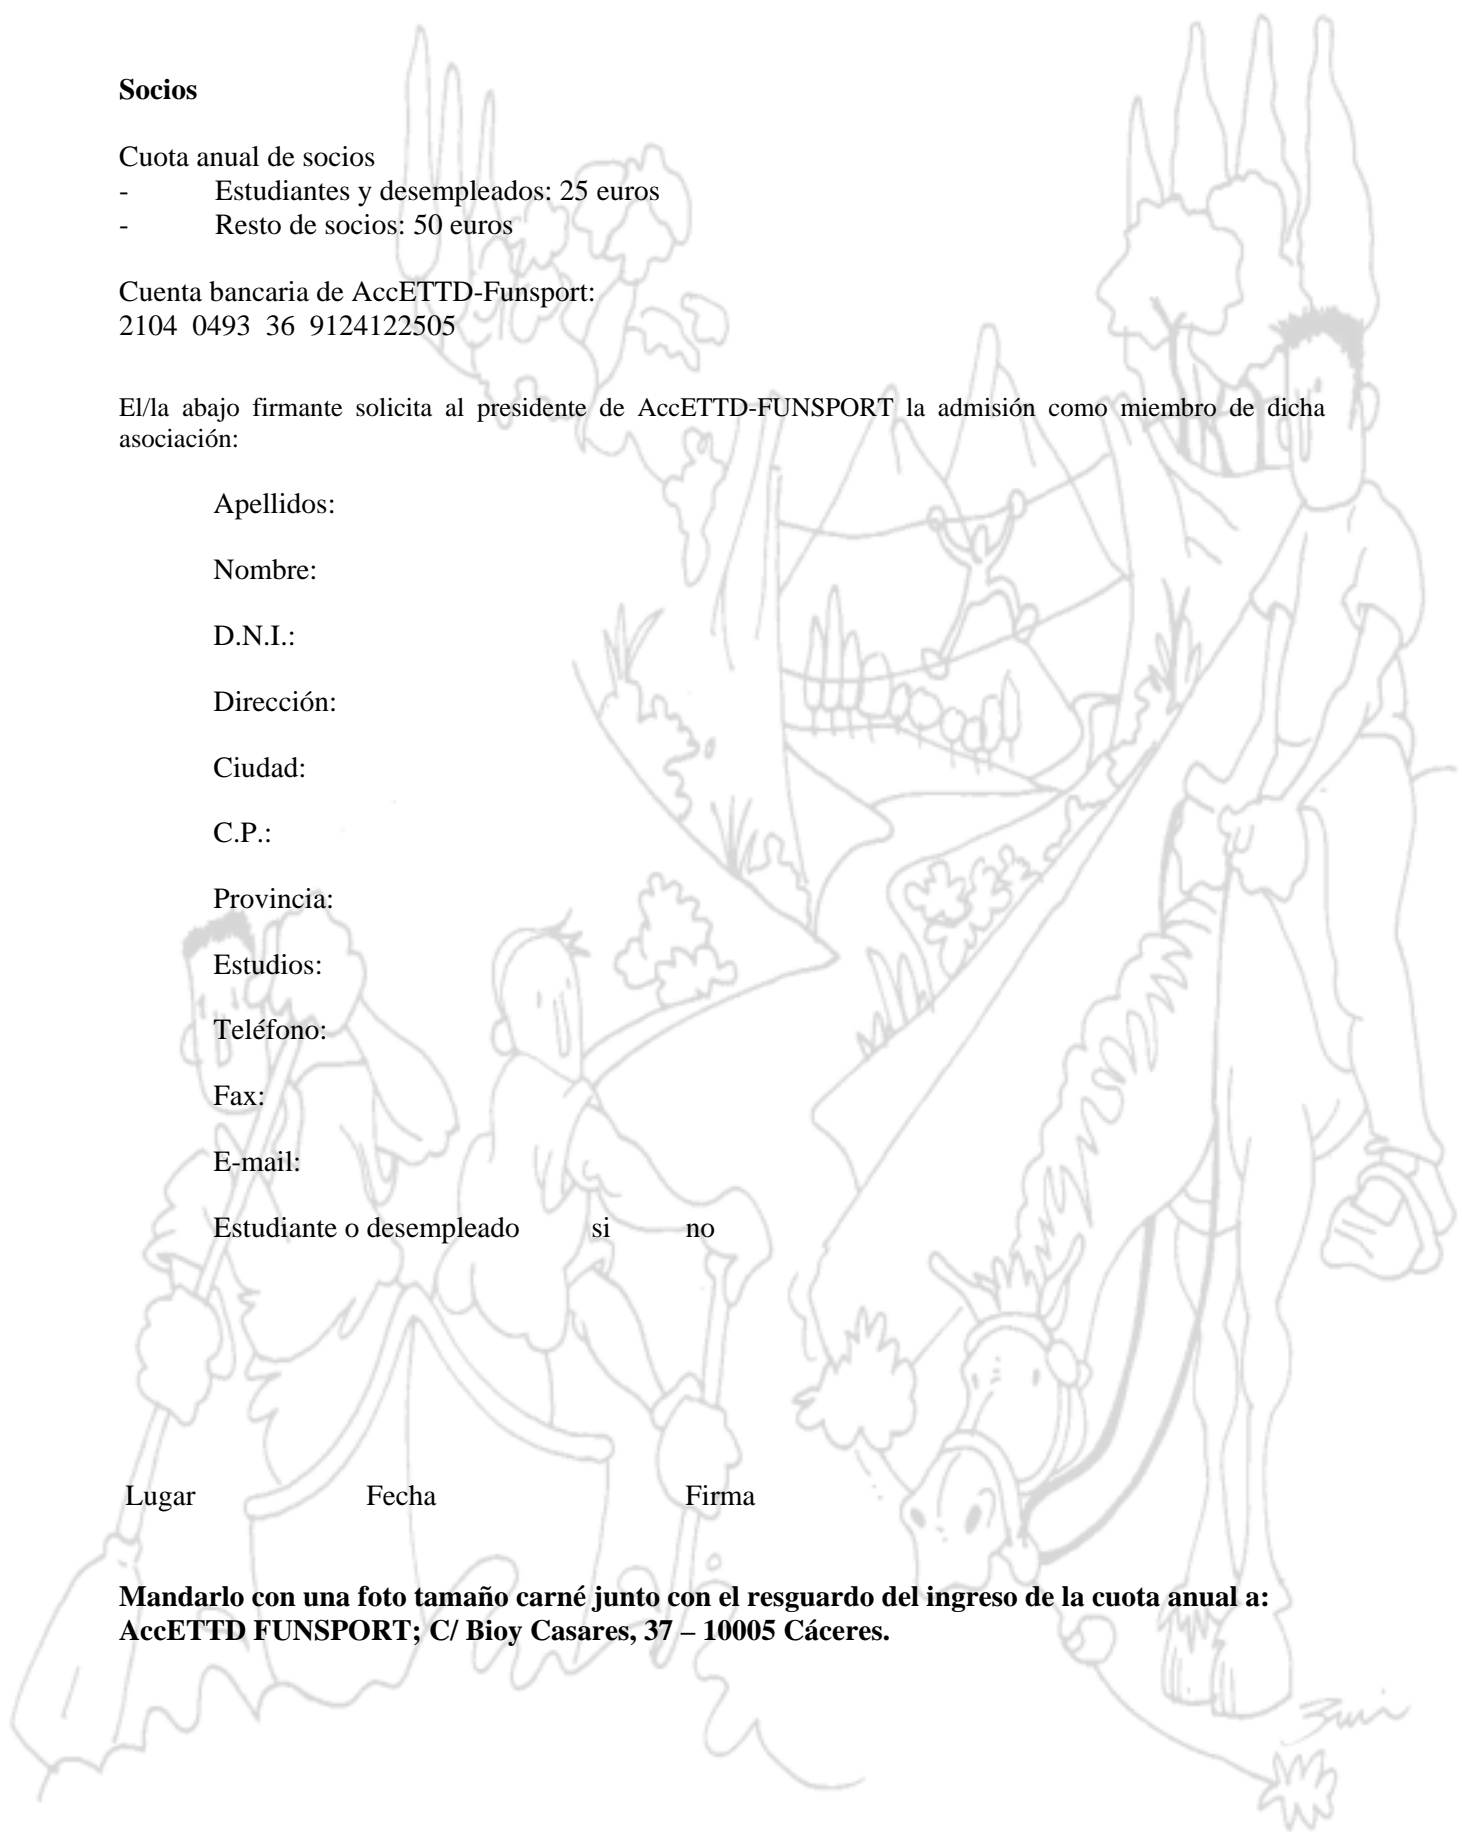 Socios
Cuota anual de socios
- Estudiantes y desempleados: 25 euros
- Resto de socios: 50 euros
Cuenta bancaria de AccETTD-Funsport:
2104 0493 36 9124122505
El/la abajo firmante solicita al presidente de AccETTD-FUNSPORT la admisión como miembro de dicha
asociación:
Apellidos:
Nombre:
D.N.I.:
Dirección:
Ciudad:
C.P.:
Provincia:
Estudios:
Teléfono:
Fax:
E-mail:
Estudiante o desempleado si no
Lugar Fecha Firma
Mandarlo con una foto tamaño carné junto con el resguardo del ingreso de la cuota anual a:
AccETTD FUNSPORT; C/ Bioy Casares, 37 – 10005 Cáceres.